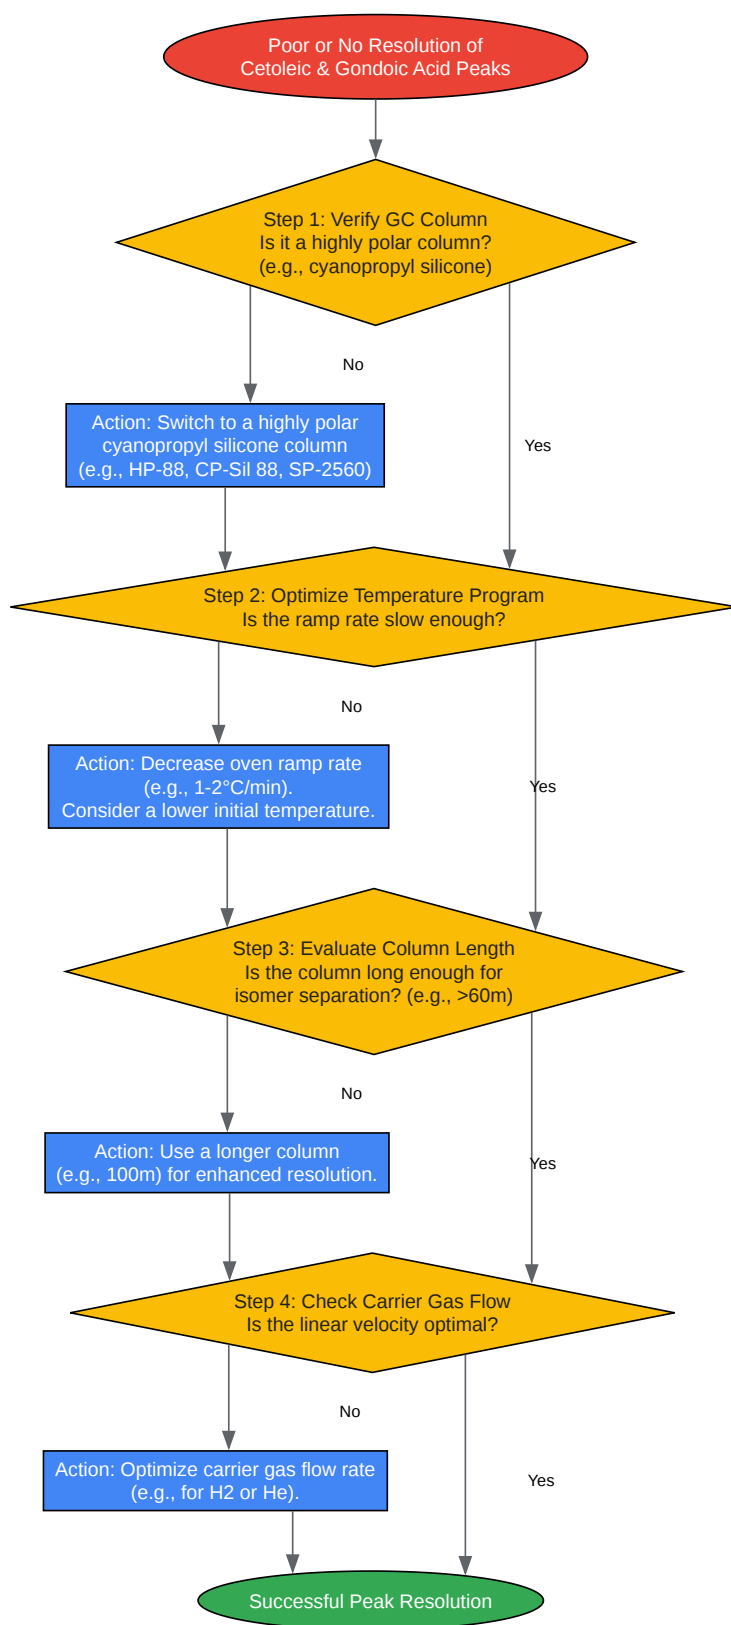 Poor or No Resolution of
Cetoleic & Gondoic Acid Peaks
Step 1: Verify GC Column
Is it a highly polar column?
(e.g., cyanopropyl silicone)
No
Action: Switch to a highly polar
cyanopropyl silicone column
(e.g., HP-88, CP-Sil 88, SP-2560)
Yes
Step 2: Optimize Temperature Program
Is the ramp rate slow enough?
No
Action: Decrease oven ramp rate
(e.g., 1-2°C/min).
Consider a lower initial temperature.
Yes
Step 3: Evaluate Column Length
Is the column long enough for
isomer separation? (e.g., >60m)
No
Action: Use a longer column
(e.g., 100m) for enhanced resolution.
Yes
Step 4: Check Carrier Gas Flow
Is the linear velocity optimal?
No
Action: Optimize carrier gas flow rate
(e.g., for H2 or He).
Yes
Successful Peak Resolution